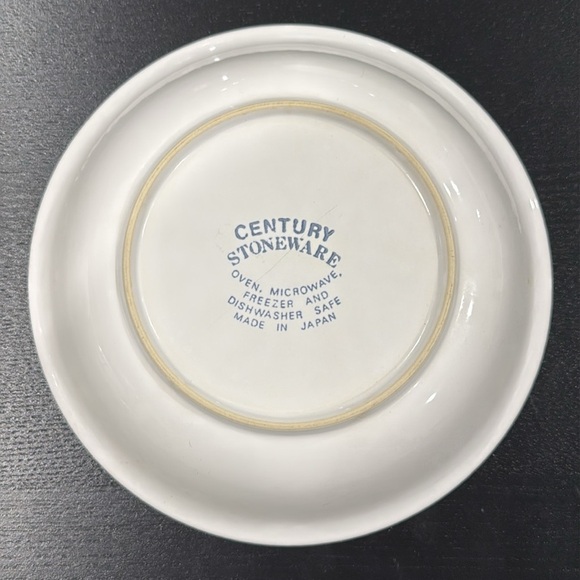 CENTURY
STONEWARE
OVEN, MICROWAVE,
FREEZER AND
DISHWASHER SAFE
MADE IN JAPAN